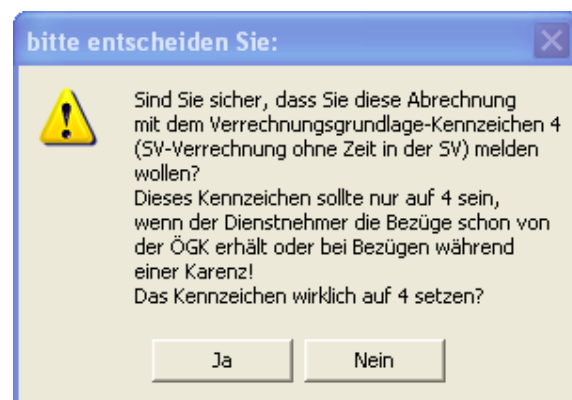 bitte entscheiden Sie:
Sind Sie sicher, dass Sie diese Abrechnung
mit dem Verrechnungsgrundlage-Kennzeichen 4
(SV-Verrechnung ohne Zeit in der SV) melden
wollen?
Dieses Kennzeichen sollte nur auf 4 sein,
wenn der Dienstnehmer die Bezüge schon von
der ÖGK erhält oder bei Bezügen während
einer Karenz!
Das Kennzeichen wirklich auf 4 setzen?
Ja Nein